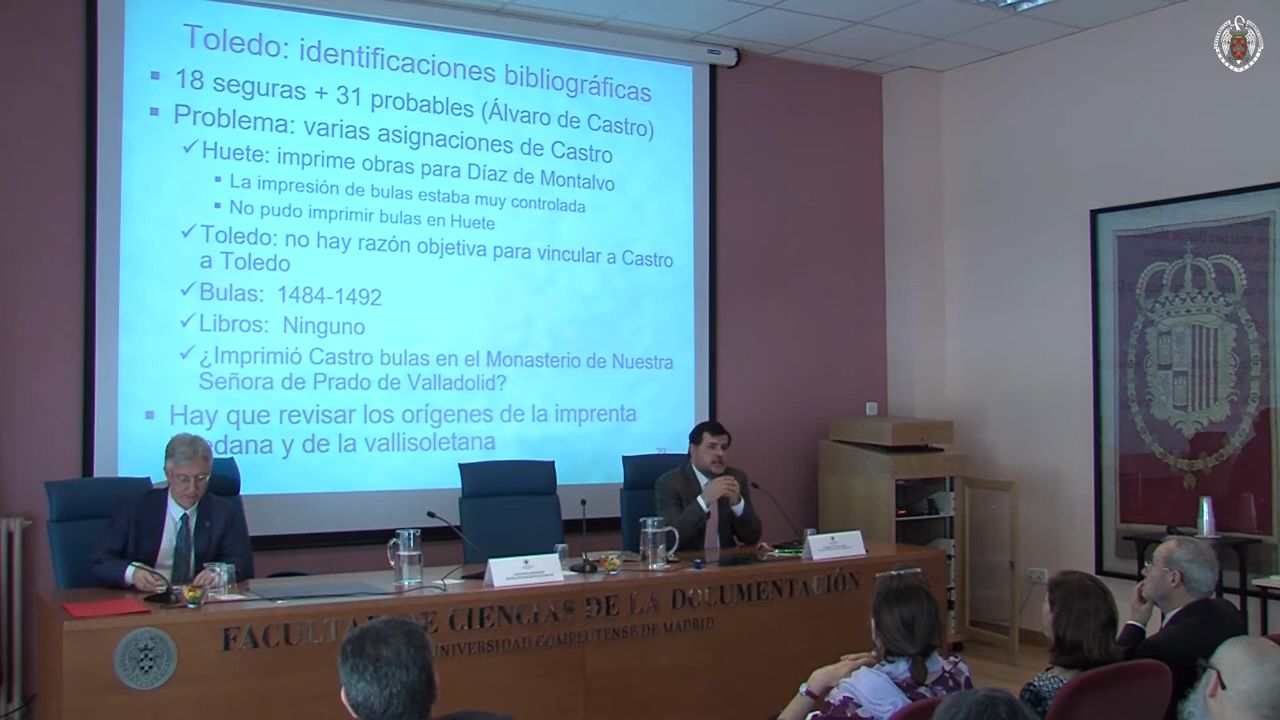 Toledo: identificaciones bibliográficas
18 seguras + 31 probables (Álvaro de Castro)
Problema: varias asignaciones de Castro
Huete: imprime obras para Díaz de Montalvo
La impresión de bulas estaba muy controlada
No pudo imprimir bulas en Huete
Toledo: no hay razón objetiva para vincular a Castro
a Toledo
Bulas: 1484-1492
Libros: Ninguno
¿Imprimió Castro bulas en el Monasterio de Nuestra
Señora de Prado de Valladolid?
Hay que revisar los orígenes de la imprenta
edana y de la vallisoletana
FACULTAD DE CIENCIAS DE LA DOCUMENTACIÓN
UNIVERSIDAD COMPLUTENSE DE MADRID